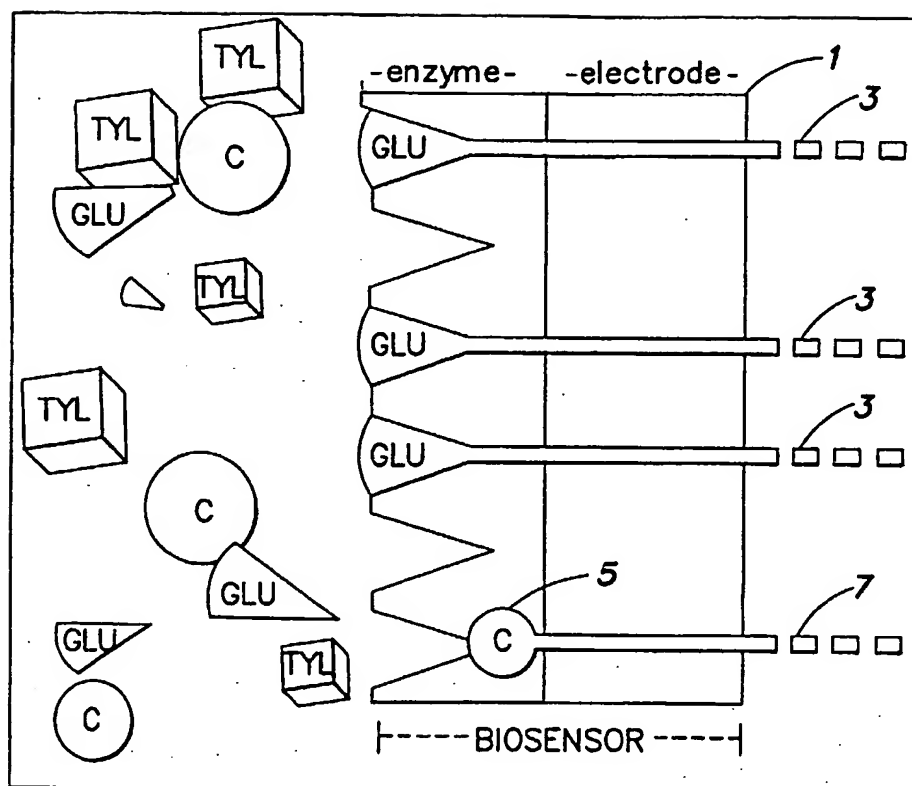 TYL
-enzyme- -electrode- 1
TYL
C
GLU
3
GLU
TYL
GLU
3
TYL
GLU
3
C
GLU
5
C
7
GLU
TYL
C
BIOSENSOR